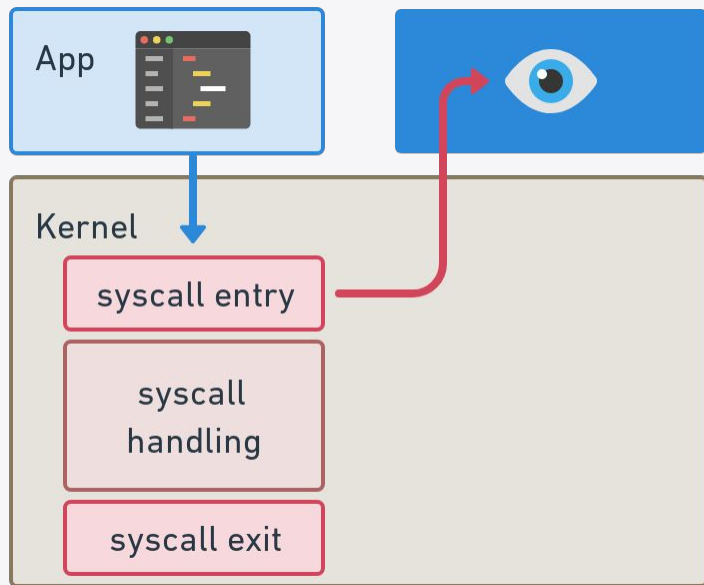 App
Kernel
syscall entry
syscall
handling
syscall exit